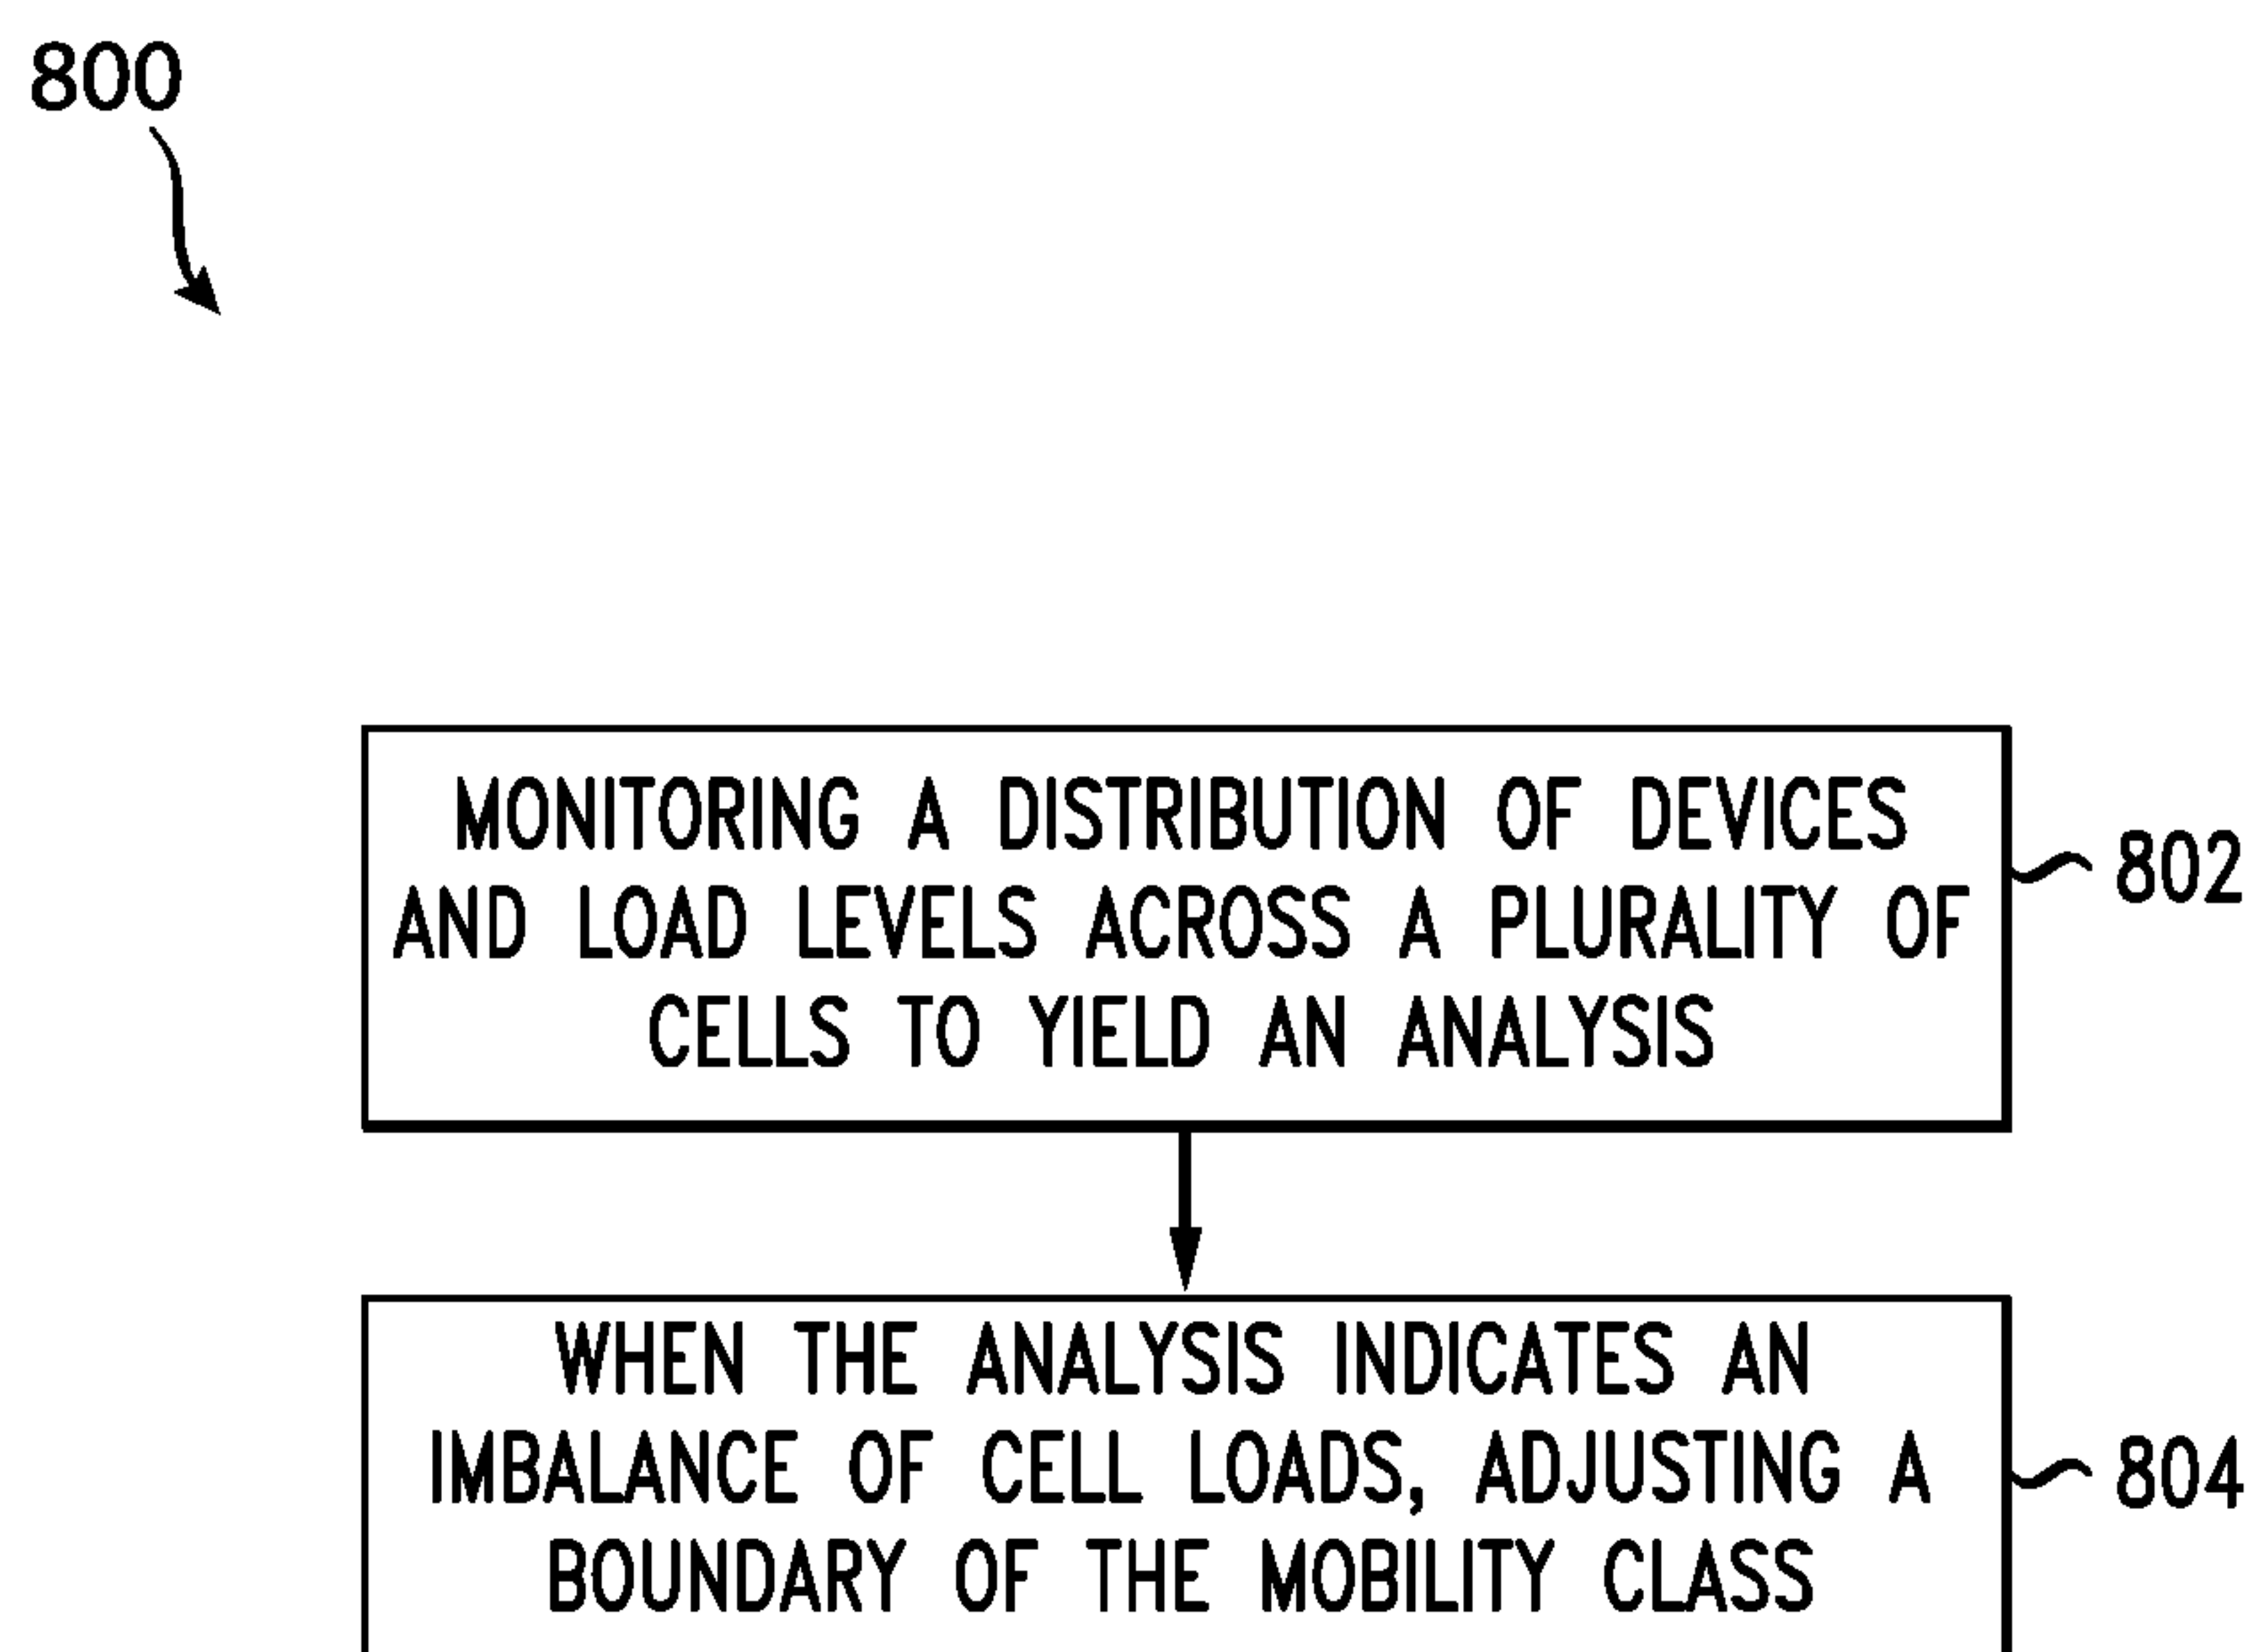 800
MONITORING A DISTRIBUTION OF DEVICES
AND LOAD LEVELS ACROSS A PLURALITY OF
CELLS TO YIELD AN ANALYSIS
802
WHEN THE ANALYSIS INDICATES AN
IMBALANCE OF CELL LOADS, ADJUSTING A
BOUNDARY OF THE MOBILITY CLASS
804